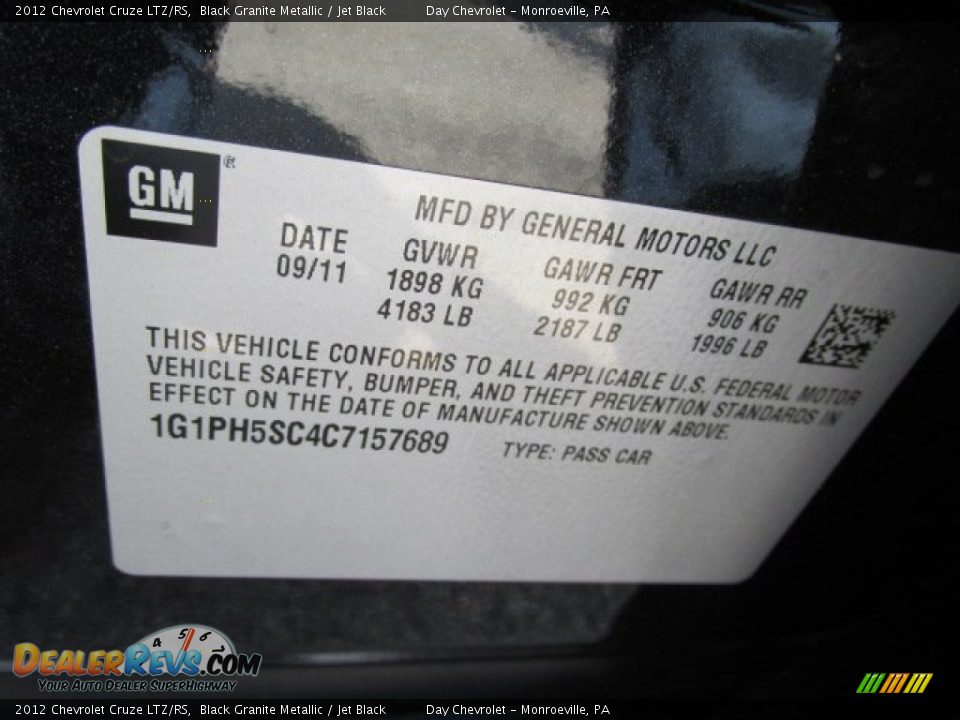 2012 Chevrolet Cruze LTZ/RS, Black Granite Metallic / Jet Black Day Chevrolet - Monroeville, PA
GM®
MFD BY GENERAL MOTORS LLC
DATE GVWR GAWR FRT GAWR RR
09/11 1898 KG 992 KG 906 KG
4183 LB 2187 LB 1996 LB
THIS VEHICLE CONFORMS TO ALL APPLICABLE U.S. FEDERAL MOTOR
VEHICLE SAFETY, BUMPER, AND THEFT PREVENTION STANDARDS IN
EFFECT ON THE DATE OF MANUFACTURE SHOWN ABOVE.
1G1PH5SC4C7157689 TYPE: PASS CAR
4 5 6
DEALERREVS.COM
YOUR AUTO DEALER SUPERHIGHWAY
2012 Chevrolet Cruze LTZ/RS, Black Granite Metallic / Jet Black Day Chevrolet - Monroeville, PA